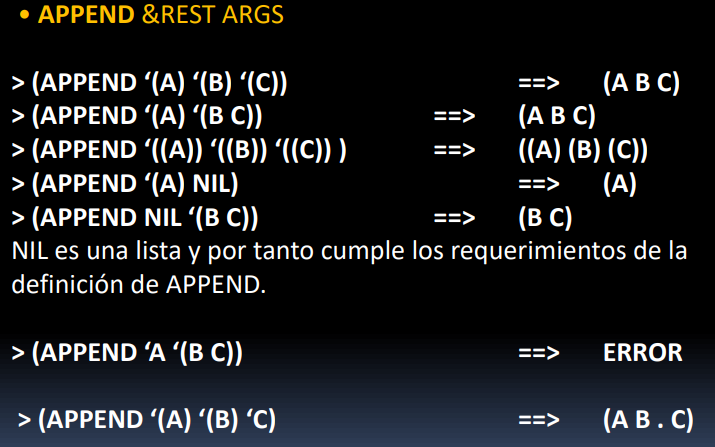 • APPEND &REST ARGS
> (APPEND ‘(A) ‘(B) ‘(C)) ==> (A B C)
> (APPEND ‘(A) ‘(B C)) ==> (A B C)
> (APPEND ‘((A)) ‘((B)) ‘((C)) ) ==> ((A) (B) (C))
> (APPEND ‘(A) NIL) ==> (A)
> (APPEND NIL ‘(B C)) ==> (B C)
NIL es una lista y por tanto cumple los requerimientos de la
definición de APPEND.
> (APPEND ‘A ‘(B C)) ==> ERROR
> (APPEND ‘(A) ‘(B) ‘C) ==> (A B . C)